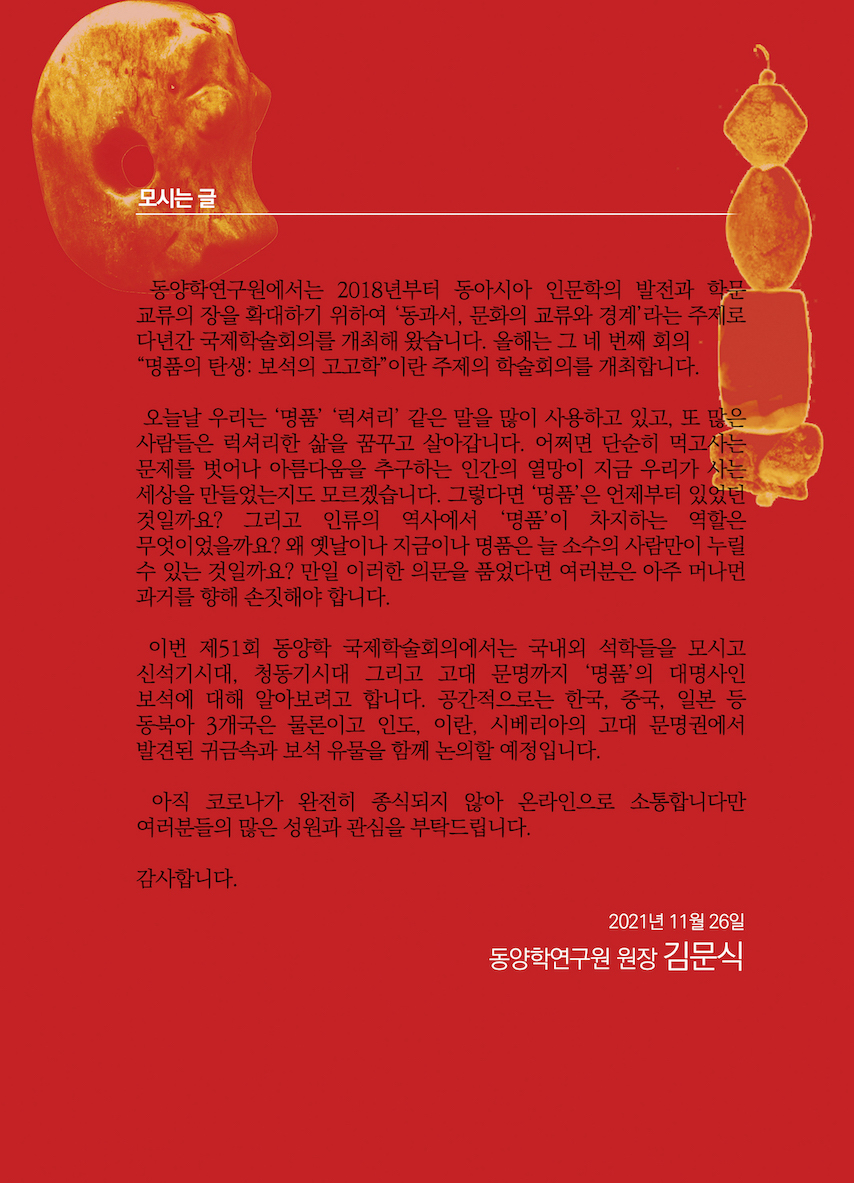 모시는 글
동양학연구원에서는 2018년부터 동아시아 인문학의 발전과 학문
교류의 장을 확대하기 위하여 ‘동과서, 문화의 교류와 경계’라는 주제로
다년간 국제학술회의를 개최해 왔습니다. 올해는 그 네 번째 회의
“명품의 탄생: 보석의 고고학”이란 주제의 학술회의를 개최합니다.
오늘날 우리는 ‘명품’ ‘럭셔리’ 같은 말을 많이 사용하고 있고, 또 많은
사람들은 럭셔리한 삶을 꿈꾸고 살아갑니다. 어쩌면 단순히 먹고사는
문제를 벗어나 아름다움을 추구하는 인간의 열망이 지금 우리가 사는
세상을 만들었는지도 모르겠습니다. 그렇다면 ‘명품’은 언제부터 있었던
것일까요? 그리고 인류의 역사에서 ‘명품’이 차지하는 역할은
무엇이었을까요? 왜 옛날이나 지금이나 명품은 늘 소수의 사람만이 누릴
수 있는 것일까요? 만일 이러한 의문을 품었다면 여러분은 아주 머나먼
과거를 향해 손짓해야 합니다.
이번 제51회 동양학 국제학술회의에서는 국내외 석학들을 모시고
신석기시대, 청동기시대 그리고 고대 문명까지 ‘명품’의 대명사인
보석에 대해 알아보려고 합니다. 공간적으로는 한국, 중국, 일본 등
동북아 3개국은 물론이고 인도, 이란, 시베리아의 고대 문명권에서
발견된 귀금속과 보석 유물을 함께 논의할 예정입니다.
아직 코로나가 완전히 종식되지 않아 온라인으로 소통합니다만
여러분들의 많은 성원과 관심을 부탁드립니다.
감사합니다.
2021년 11월 26일
동양학연구원 원장 김문식